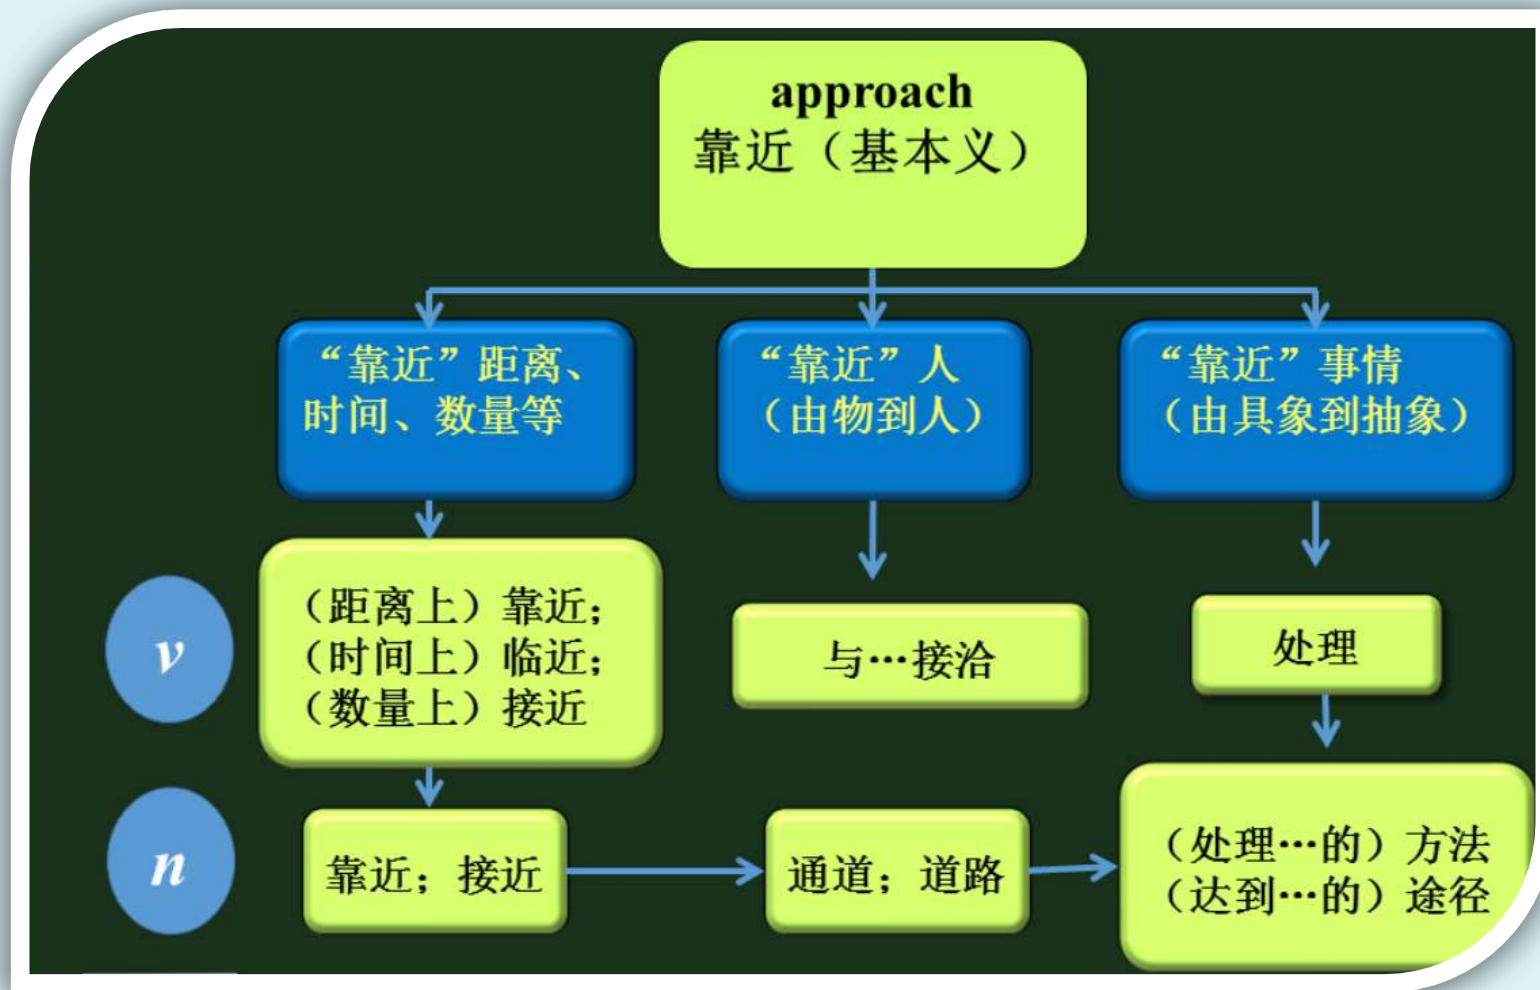 approach
靠近（基本义）
“靠近”距离、
时间、数量等
“靠近”人
（由物到人）
“靠近”事情
（由具象到抽象）
v
（距离上）靠近；
（时间上）临近；
（数量上）接近
与…接洽
处理
n
靠近；接近
通道；道路
（处理…的）方法
（达到…的）途径